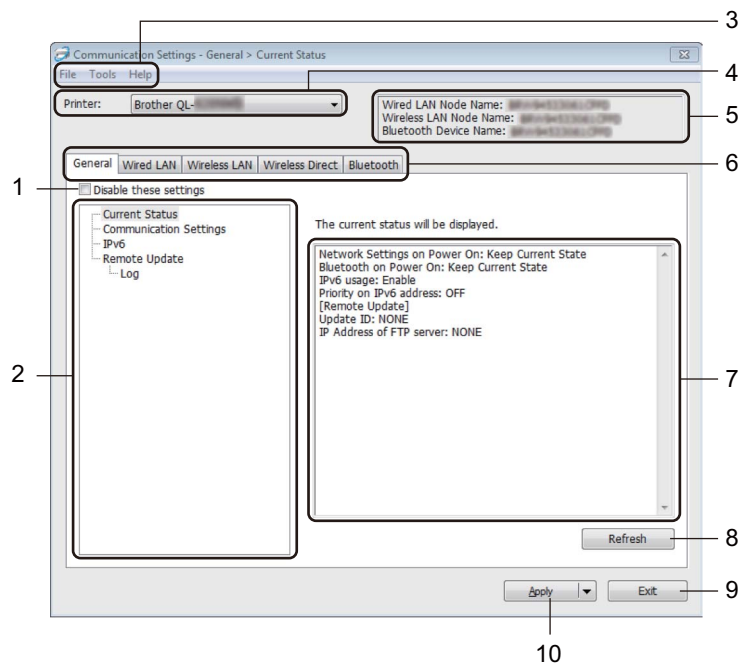 3
Communication Settings - General > Current Status
File Tools Help
4
Printer: Brother QL-
Wired LAN Node Name:
Wireless LAN Node Name:
Bluetooth Device Name:
5
General Wired LAN Wireless LAN Wireless Direct Bluetooth
6
1
Disable these settings
Current Status
Communication Settings
IPv6
Remote Update
Log
2
The current status will be displayed.
Network Settings on Power On: Keep Current State
Bluetooth on Power On: Keep Current State
IPv6 usage: Enable
Priority on IPv6 address: OFF
[Remote Update]
Update ID: NONE
IP Address of FTP server: NONE
7
Refresh
8
Apply
Exit
9
10